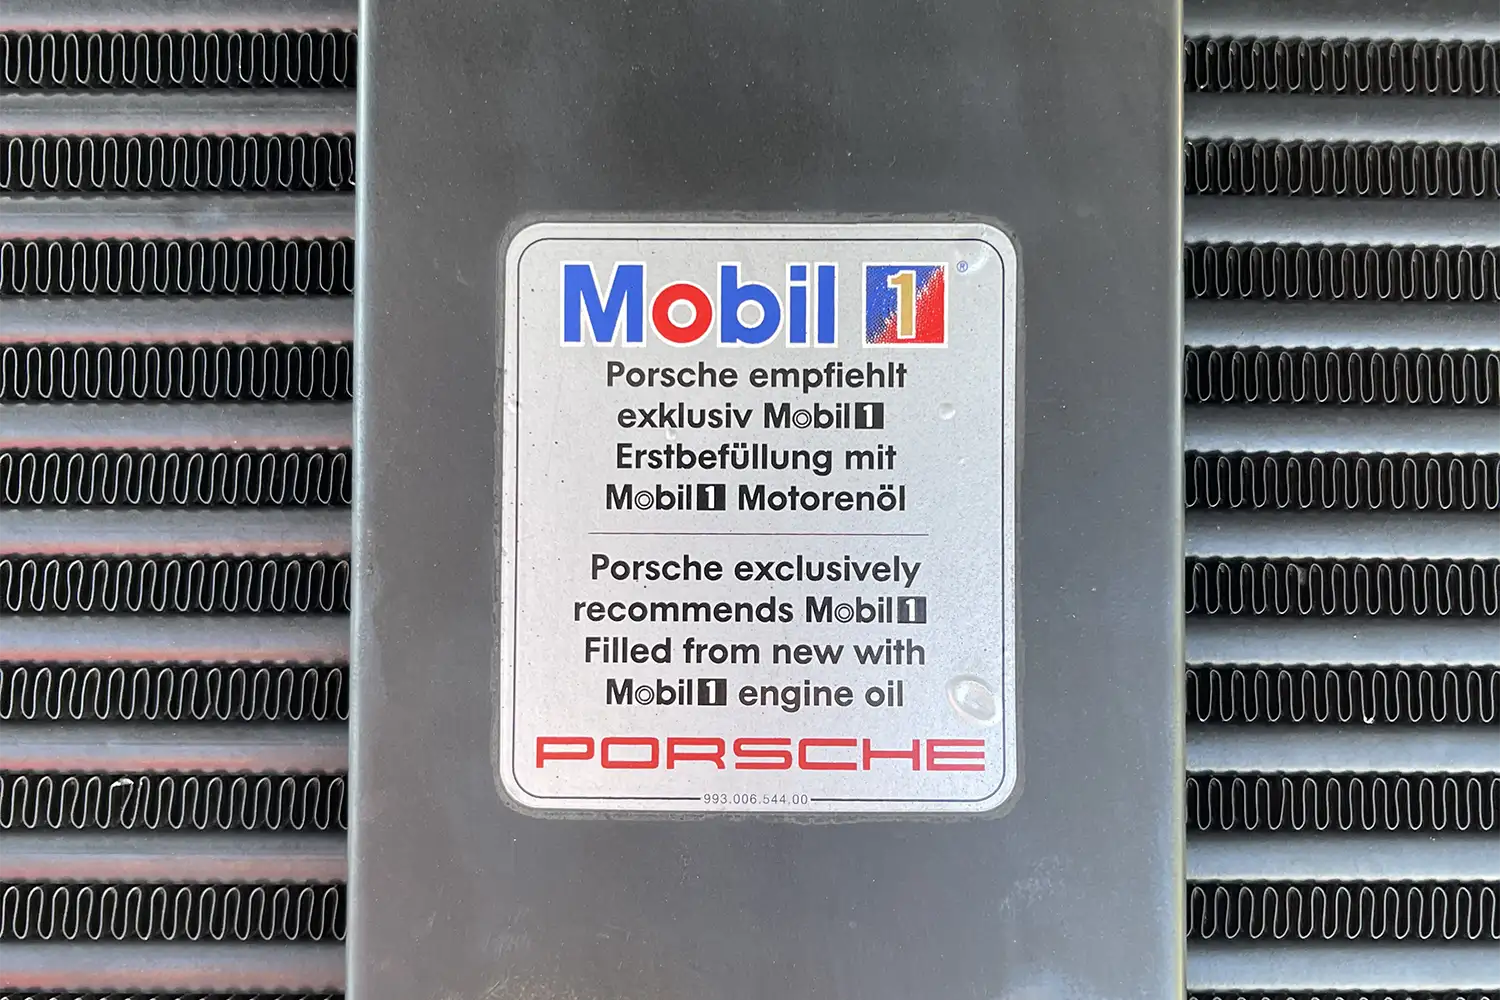 Mobil 1 ®
Porsche empfiehlt
exklusiv Mobil 1
Erstbefüllung mit
Mobil 1 Motorenöl
Porsche exclusively
recommends Mobil 1
Filled from new with
Mobil 1 engine oil
PORSCHE
993.006.544.00